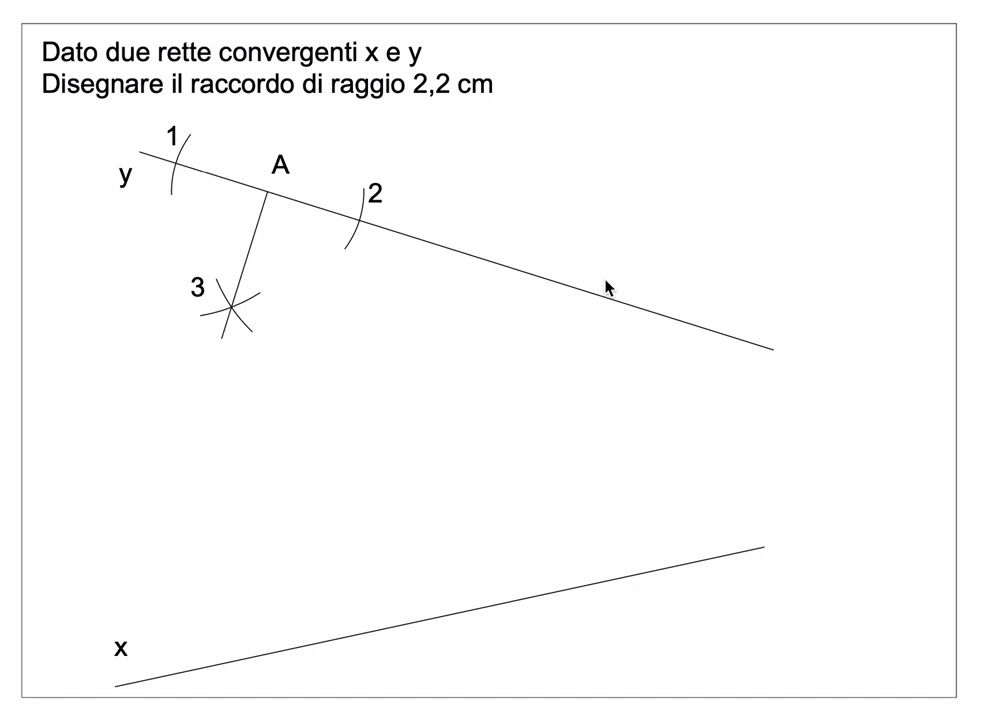 Dato due rette convergenti x e y
Disegnare il raccordo di raggio 2,2 cm
1
y
A
2
3
x